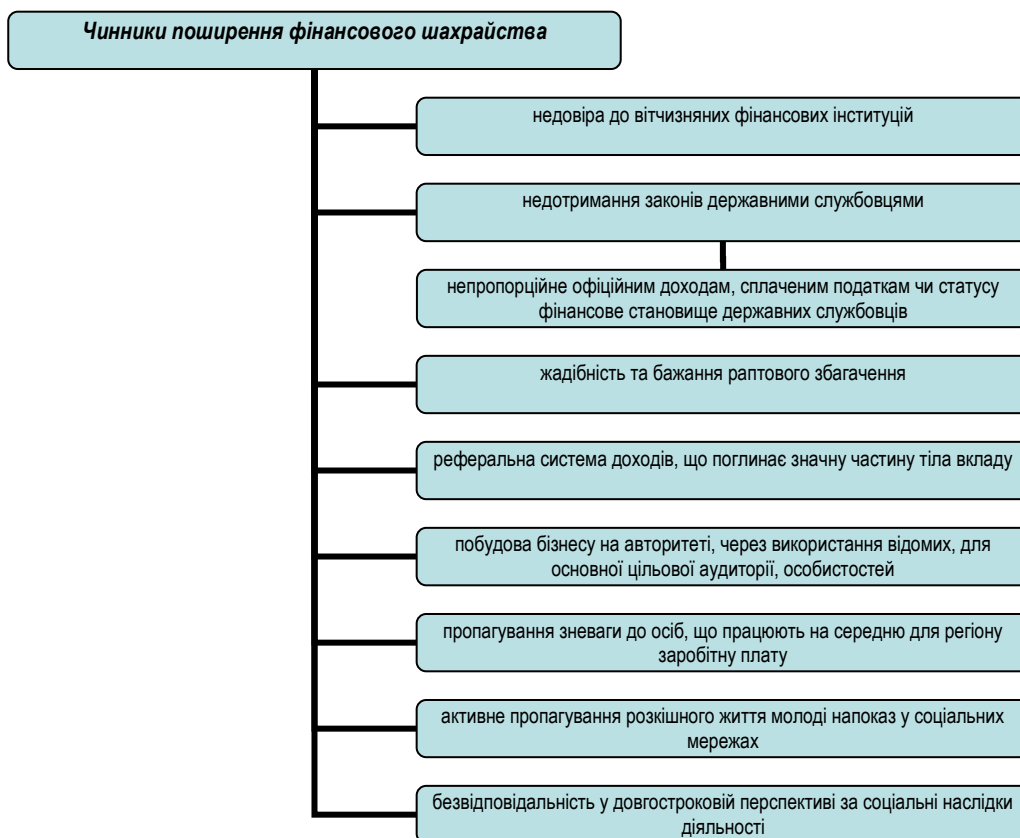 Чинники поширення фінансового шахрайства
недовіра до вітчизняних фінансових інституцій
недотримання законів державними службовцями
непропорційне офіційним доходам, сплаченим податкам чи статусу
фінансове становище державних службовців
жадібність та бажання раптового збагачення
реферальна система доходів, що поглинає значну частину тіла вкладу
побудова бізнесу на авторитеті, через використання відомих, для
основної цільової аудиторії, особистостей
пропагування зневаги до осіб, що працюють на середню для регіону
заробітну плату
активне пропагування розкішного життя молоді напоказ у соціальних
мережах
безвідповідальність у довгостроковій перспективі за соціальні наслідки
діяльності